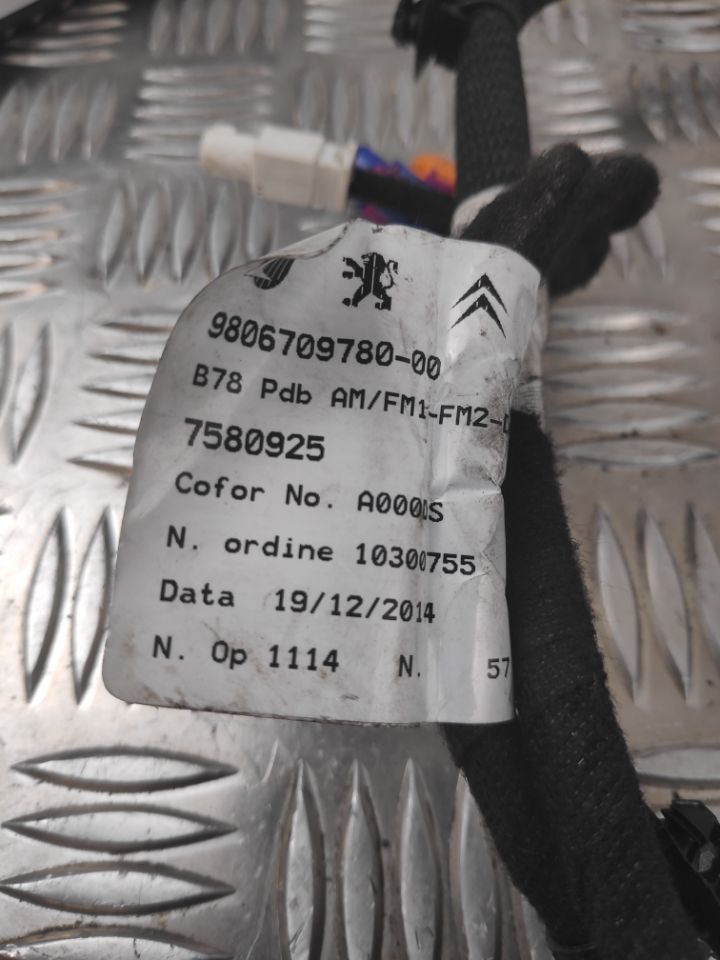 9806709780-00
B78 Pdb AM/FM1-FM2-
7580925
Cofor No. A000DS
N. ordine 10300755
Data 19/12/2014
N. Op 1114 N. 57